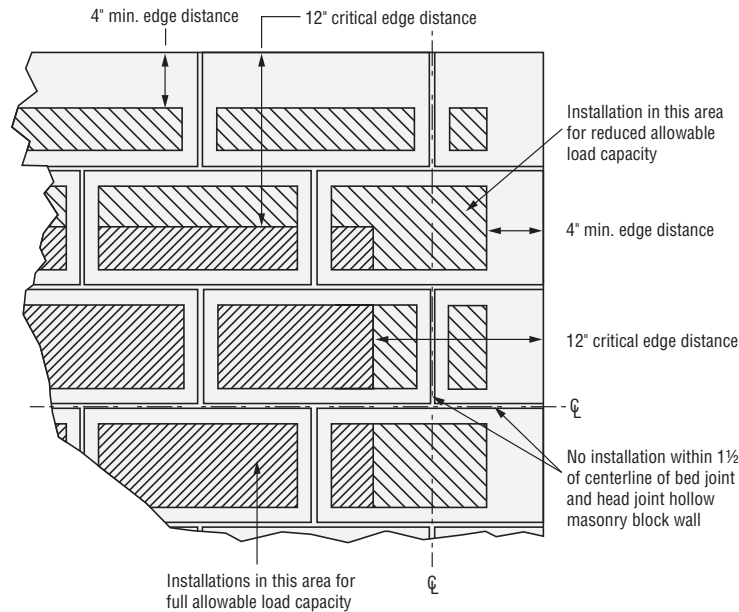 4" min. edge distance
12" critical edge distance
Installation in this area
for reduced allowable
load capacity
4" min. edge distance
12" critical edge distance
℄
No installation within 1½
of centerline of bed joint
and head joint hollow
masonry block wall
℄
Installations in this area for
full allowable load capacity